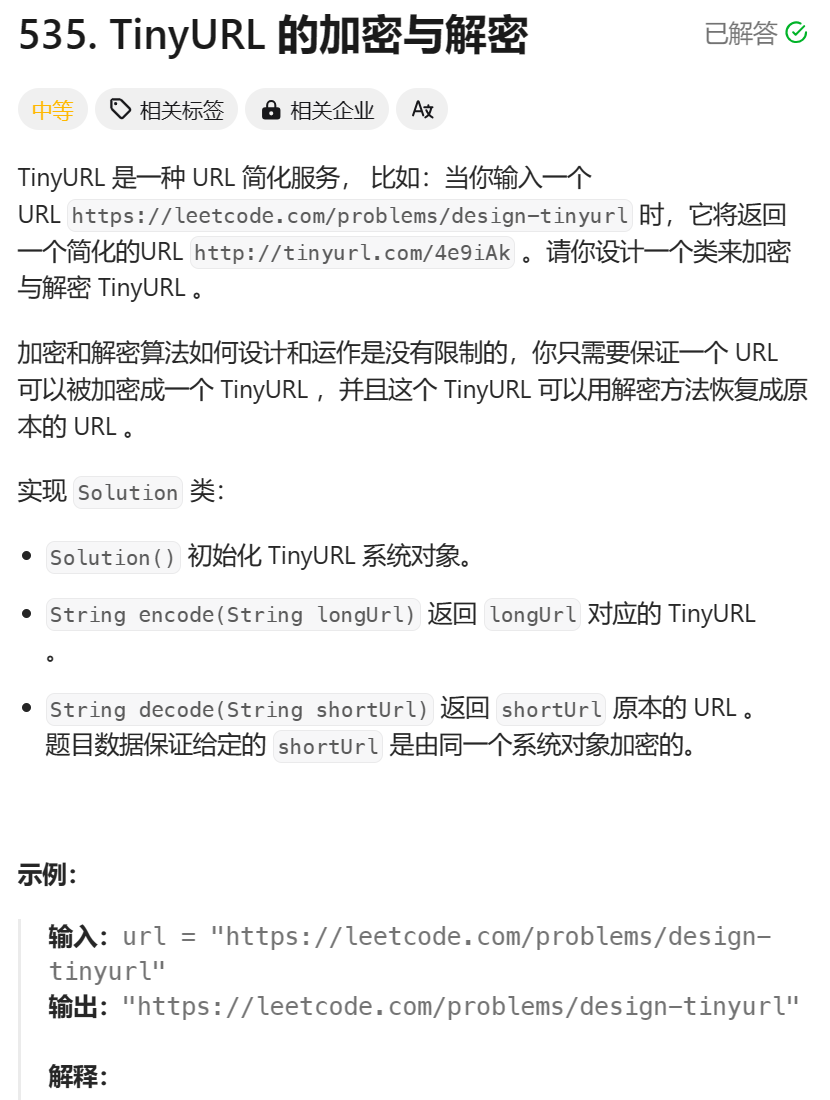 535. TinyURL 的加密与解密
已解答
中等
相关标签
相关企业
TinyURL 是一种 URL 简化服务， 比如：当你输入一个
URL https://leetcode.com/problems/design-tinyurl 时，它将返回
一个简化的URL http://tinyurl.com/4e9iAk 。请你设计一个类来加密
与解密 TinyURL 。
加密和解密算法如何设计和运作是没有限制的，你只需要保证一个 URL
可以被加密成一个 TinyURL ，并且这个 TinyURL 可以用解密方法恢复成原
本的 URL 。
实现 Solution 类：
Solution() 初始化 TinyURL 系统对象。
String encode(String longUrl) 返回 longUrl 对应的 TinyURL
。
String decode(String shortUrl) 返回 shortUrl 原本的 URL 。
题目数据保证给定的 shortUrl 是由同一个系统对象加密的。
示例：
输入：url = "https://leetcode.com/problems/design-
tinyurl"
输出："https://leetcode.com/problems/design-tinyurl"
解释：